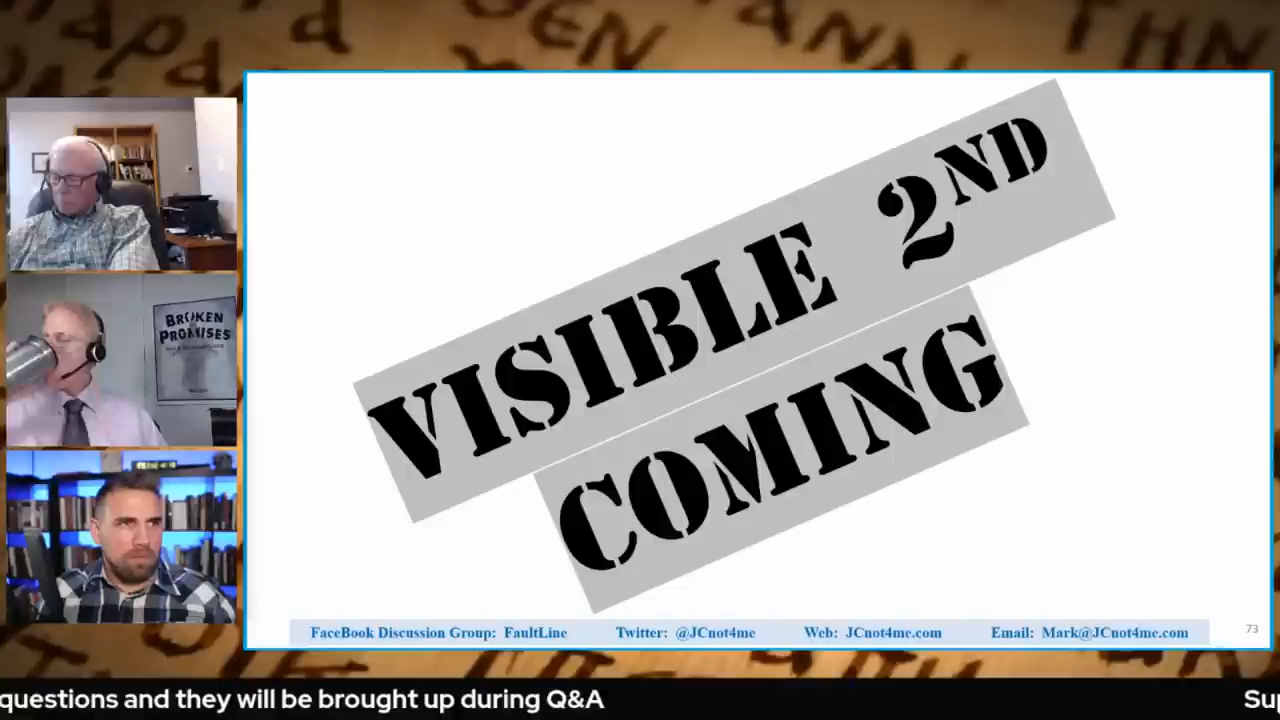 VISIBLE 2ND
COMING
BROKEN
PROMISES
FaceBook Discussion Group: FaultLine Twitter: @JCnot4me Web: JCnot4me.com Email: Mark@JCnot4me.com
73
questions and they will be brought up during Q&A
Sup